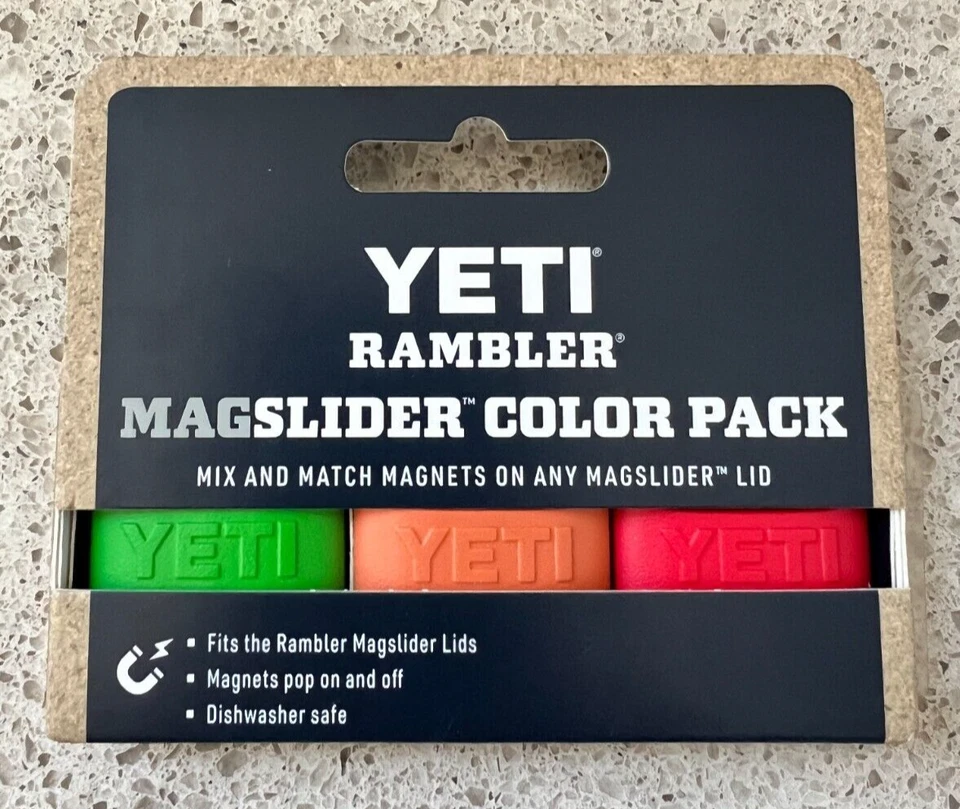 YETI®
RAMBLER®
MAGSLIDER™ COLOR PACK
MIX AND MATCH MAGNETS ON ANY MAGSLIDER™ LID
YETI YETI YETI
▪ Fits the Rambler Magslider Lids
▪ Magnets pop on and off
▪ Dishwasher safe